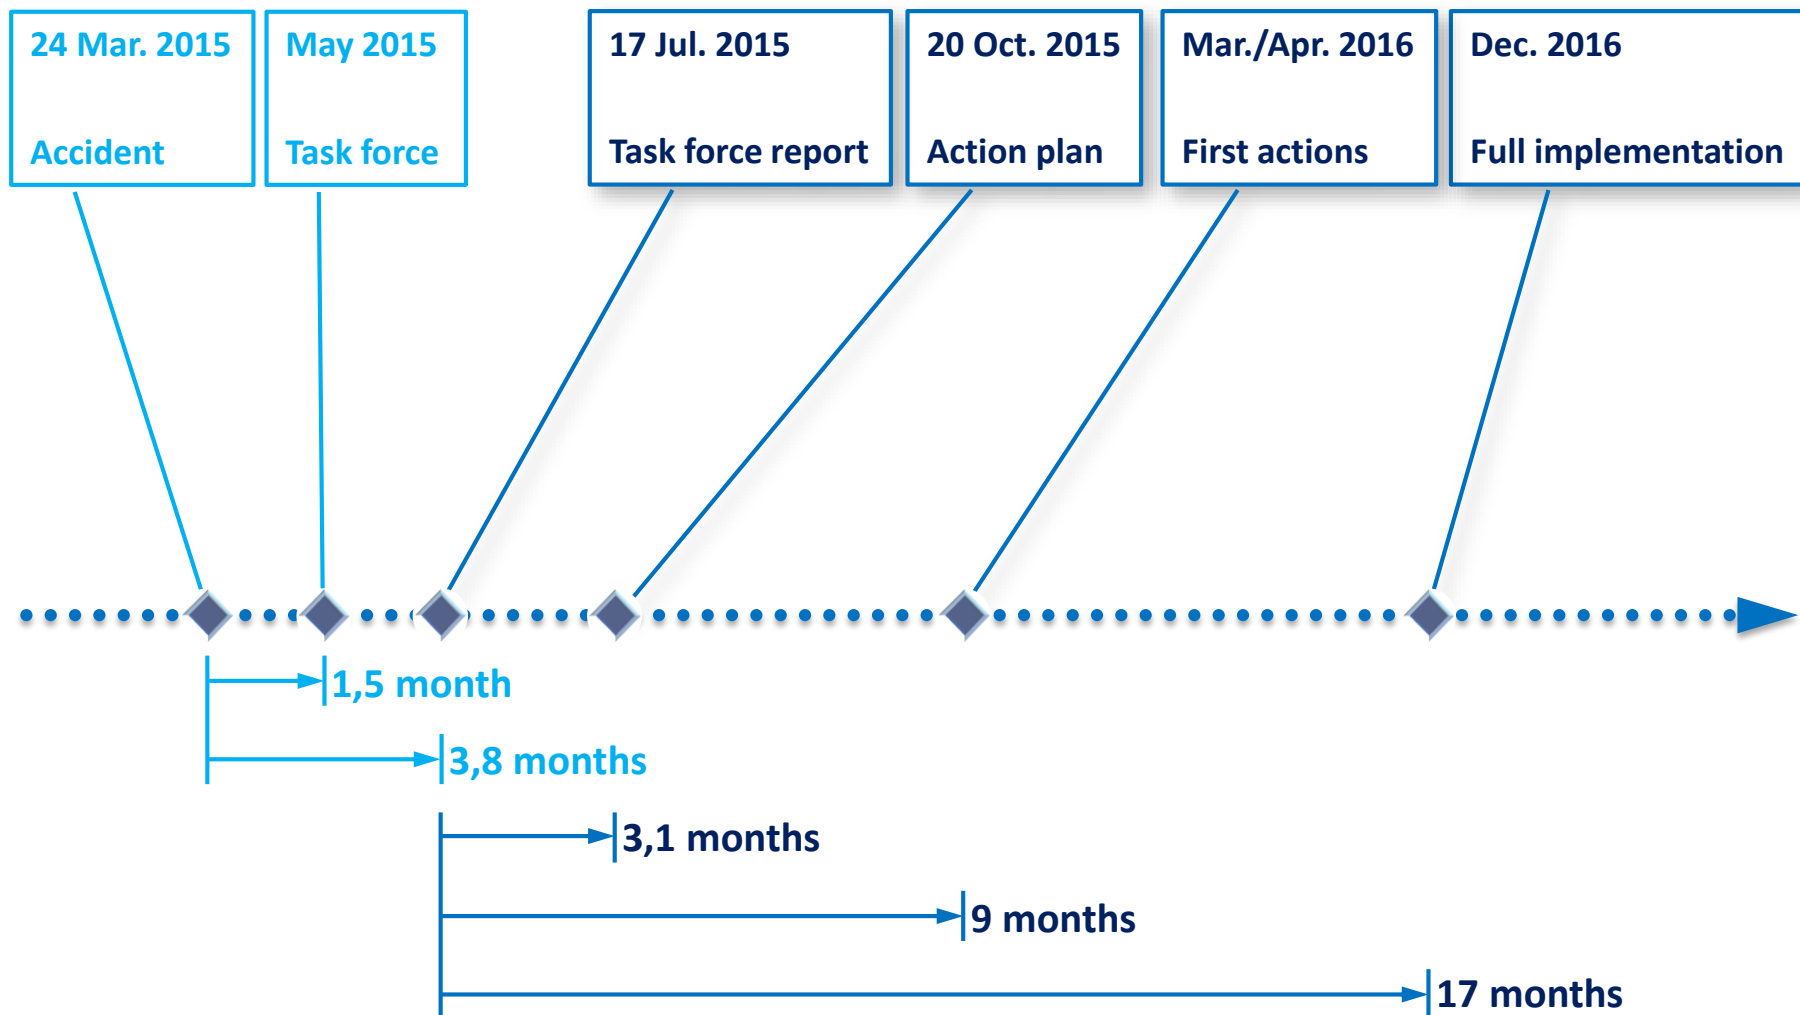 24 Mar. 2015
Accident
May 2015
Task force
17 Jul. 2015
Task force report
20 Oct. 2015
Action plan
Mar./Apr. 2016
First actions
Dec. 2016
Full implementation
1,5 month
3,8 months
3,1 months
9 months
17 months